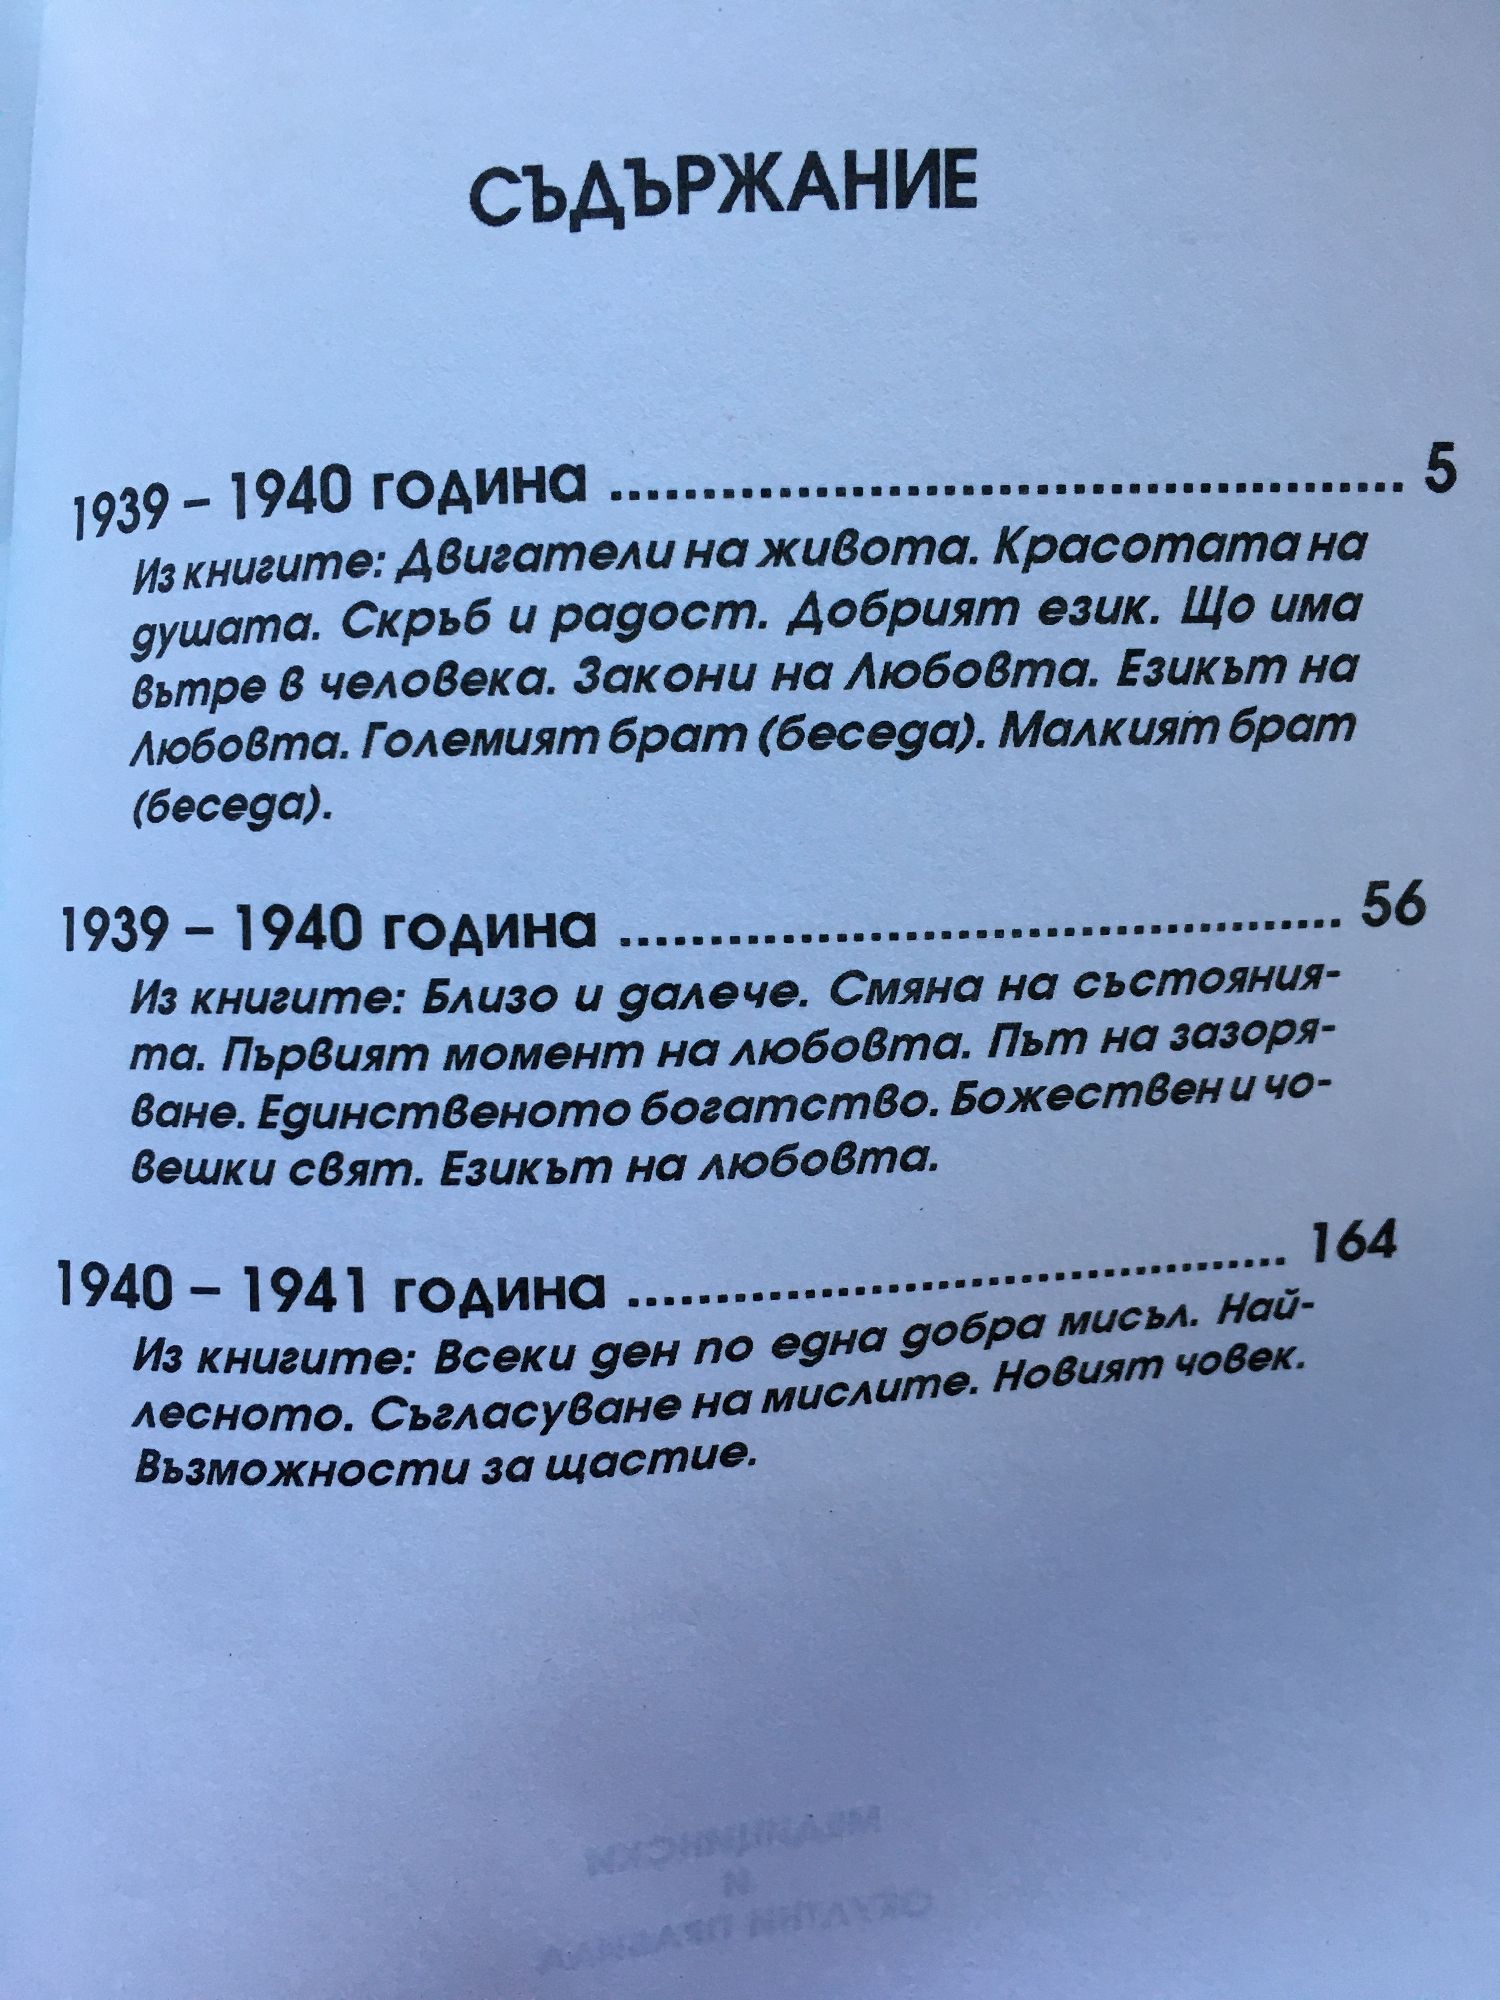 СЪДЪРЖАНИЕ
1939 – 1940 година ................................................ 5
Из книгите: Двигатели на живота. Красотата на
душата. Скръб и радост. Добрият език. Що има
вътре в человека. Закони на Любовта. Езикът на
Любовта. Големият брат (беседа). Малкият брат
(беседа).
1939 – 1940 година ............................................ 56
Из книгите: Близо и далече. Смяна на състояния-
та. Първият момент на любовта. Път на зазоря-
ване. Единственото богатство. Божествен и чо-
вешки свят. Езикът на любовта.
1940 – 1941 година ........................................ 164
Из книгите: Всеки ден по една добра мисъл. Най-
лесното. Съгласуване на мислите. Новият човек.
Възможности за щастие.
МЕДИЦИНСКИ
И
ОКУЛТНИ ПРАВИЛА